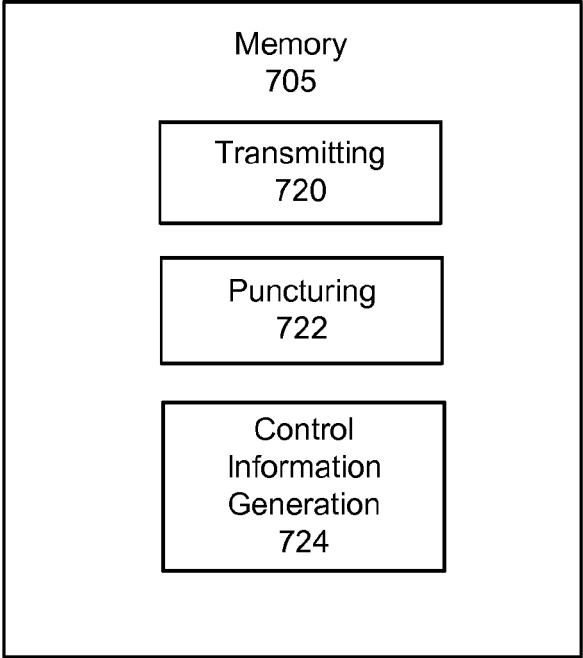 Memory
705
Transmitting
720
Puncturing
722
Control
Information
Generation
724